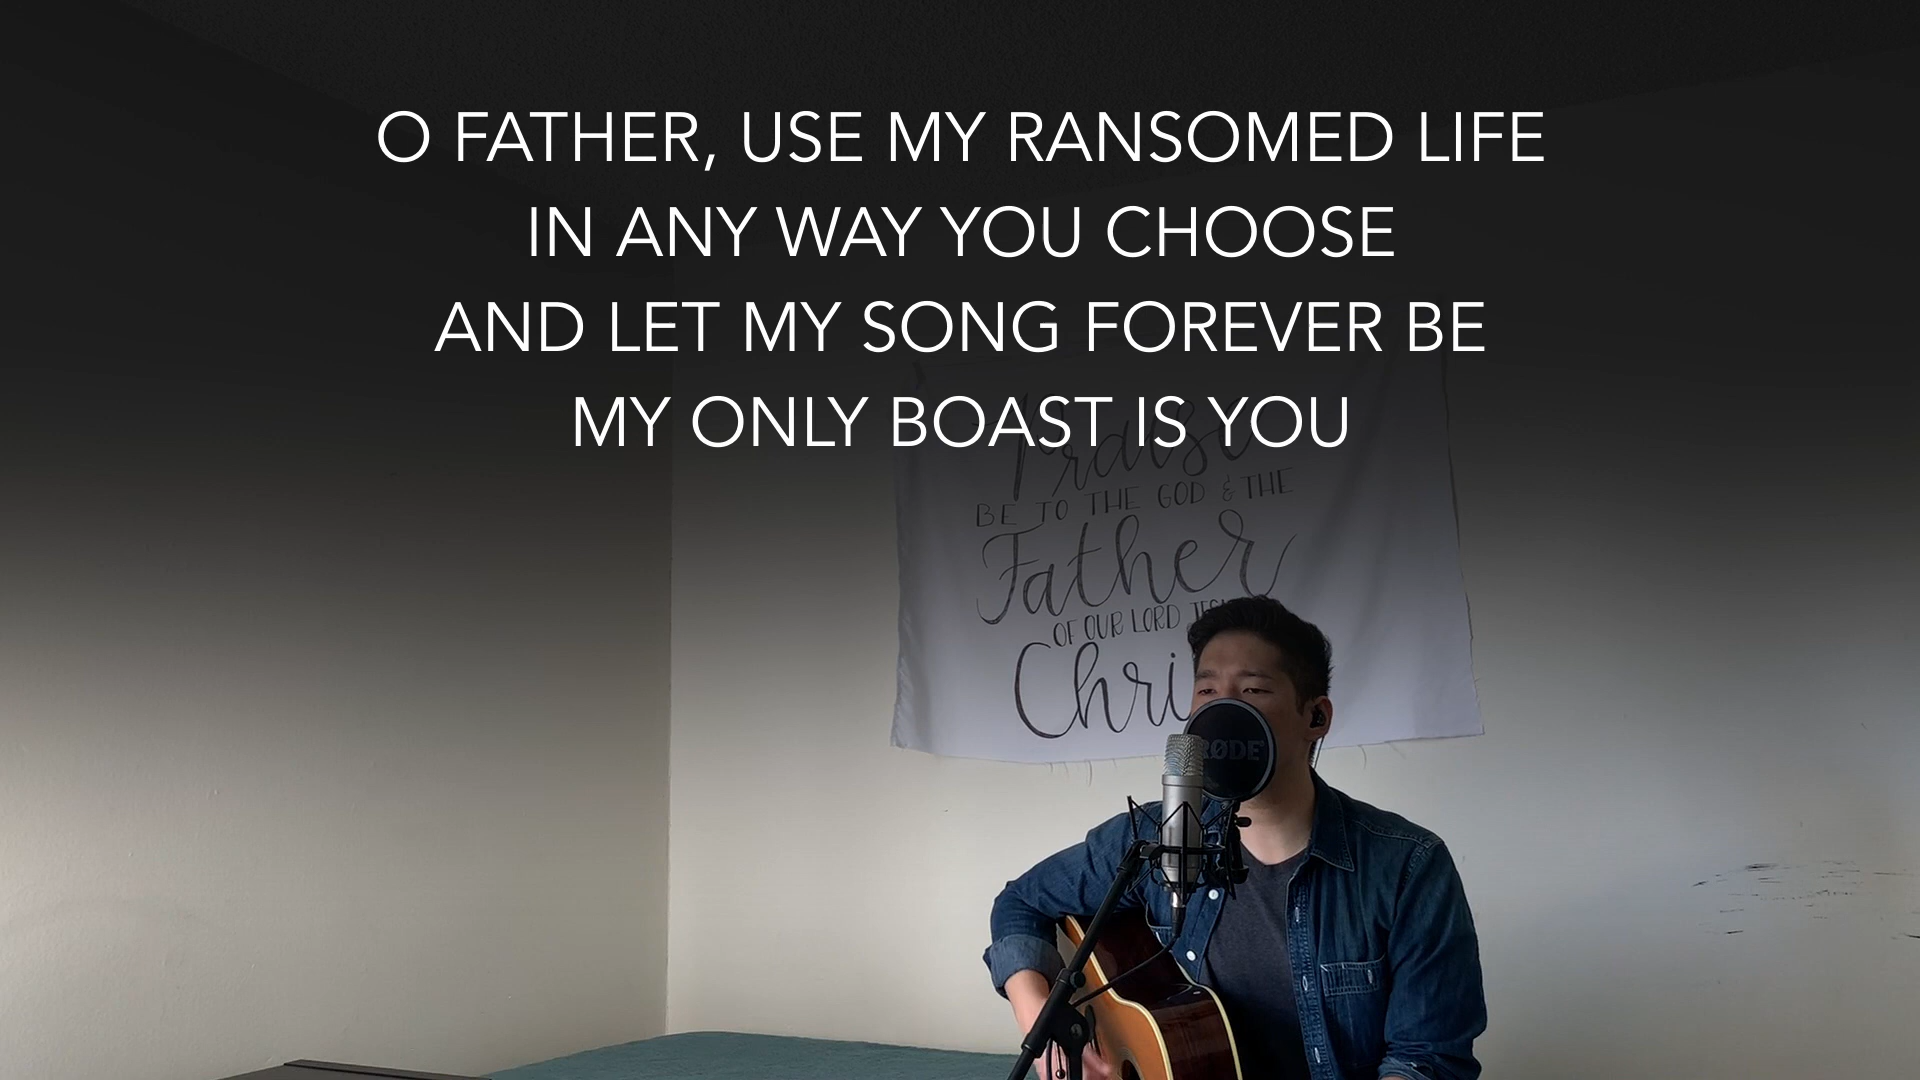 O FATHER, USE MY RANSOMED LIFE
IN ANY WAY YOU CHOOSE
AND LET MY SONG FOREVER BE
MY ONLY BOAST IS YOU
Praise
BE TO THE GOD & THE
Father
OF OUR LORD
RØDE